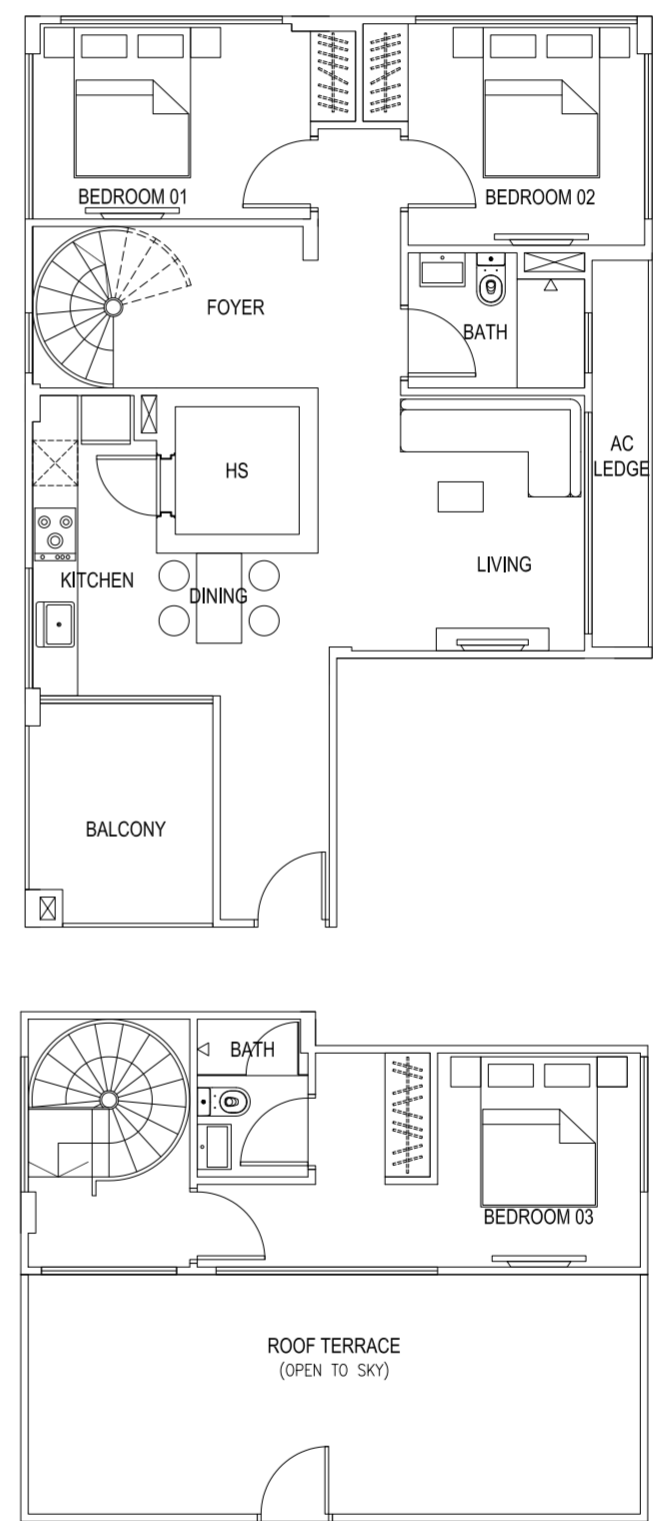 BEDROOM 01
BEDROOM 02
FOYER
BATH
AC
LEDGE
HS
LIVING
KITCHEN
DINING
BALCONY
BATH
BEDROOM 03
ROOF TERRACE
(OPEN TO SKY)